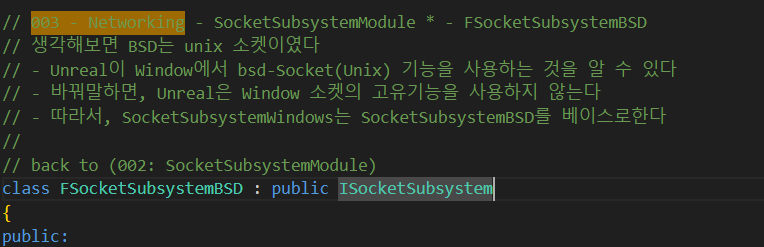 // 003 - Networking - SocketSubsystemModule * - FSocketSubsystemBSD
// 생각해보면 BSD는 unix 소켓이였다
// - Unreal이 Window에서 bsd-Socket(Unix) 기능을 사용하는 것을 알 수 있다
// - 바꿔말하면, Unreal은 Window 소켓의 고유기능을 사용하지 않는다
// - 따라서, SocketSubsystemWindows는 SocketSubsystemBSD를 베이스로한다
//
// back to (002: SocketSubsystemModule)
class FSocketSubsystemBSD : public ISocketSubsystem
{
public: